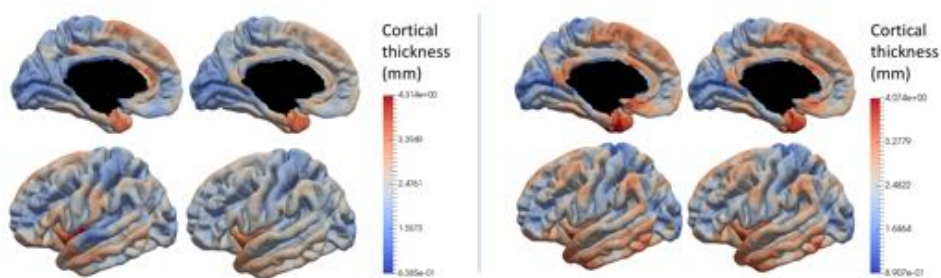 Cortical
thickness
(mm)
4.314e+00
3.3949
2.4761
1.5573
6.385e-01
Cortical
thickness
(mm)
4.074e+00
3.2779
2.4822
1.6864
8.907e-01